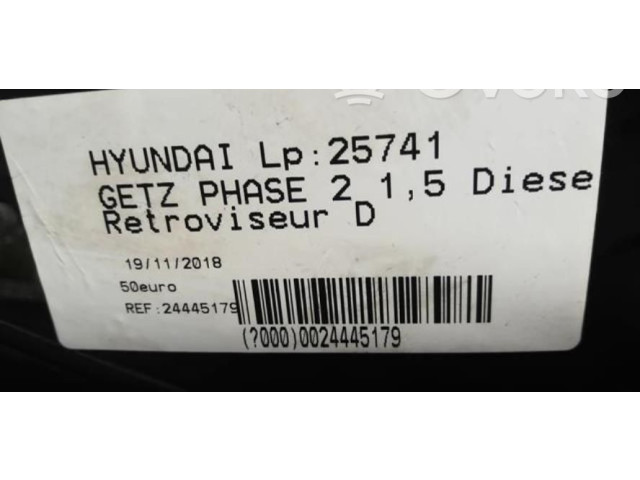 HYUNDAI Lp:25741
GETZ PHASE 2 1,5 Diese
Retroviseur D
19/11/2018
50euro
REF:24445179
(?000)0024445179